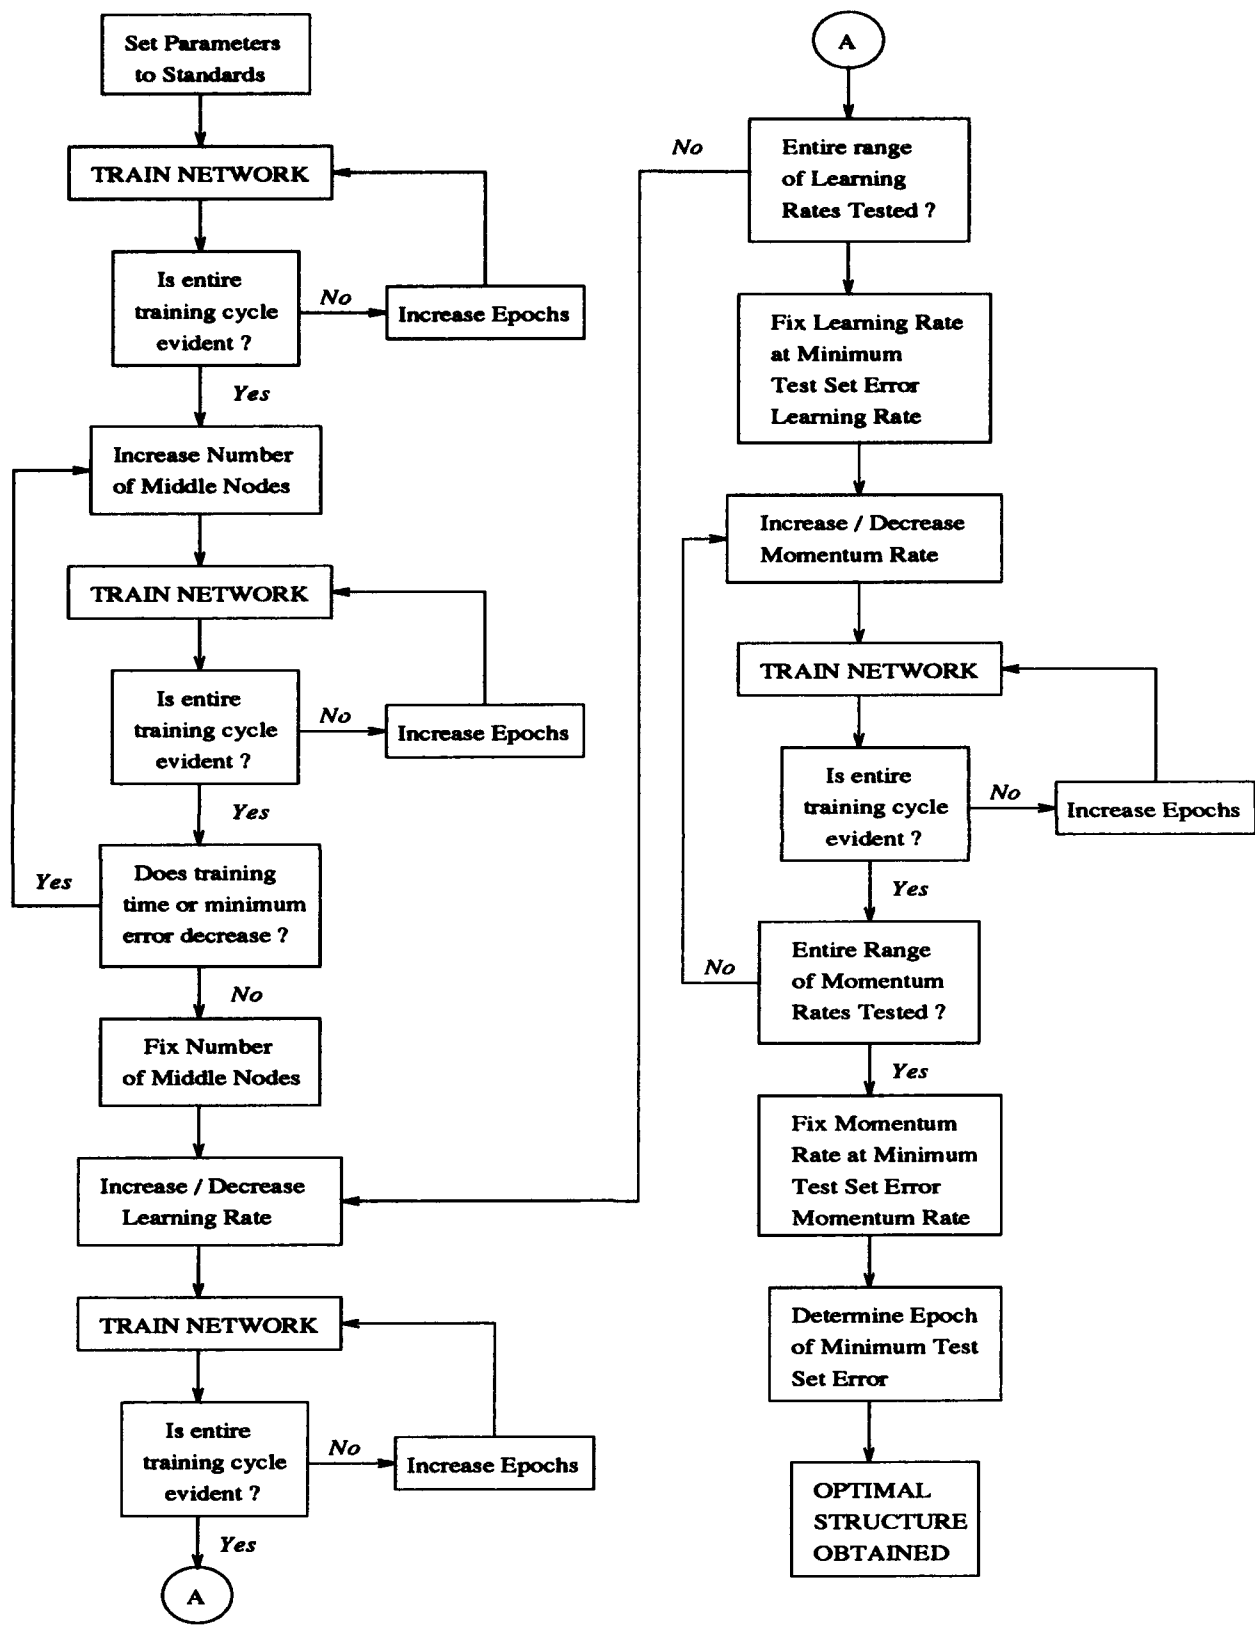 Set Parameters
to Standards
TRAIN NETWORK
Is entire
training cycle
evident ?
No
Increase Epochs
Yes
Increase Number
of Middle Nodes
TRAIN NETWORK
Is entire
training cycle
evident ?
No
Increase Epochs
Yes
Does training
time or minimum
error decrease ?
Yes
No
Fix Number
of Middle Nodes
Increase / Decrease
Learning Rate
TRAIN NETWORK
Is entire
training cycle
evident ?
No
Increase Epochs
Yes
A
A
Entire range
of Learning
Rates Tested ?
No
Fix Learning Rate
at Minimum
Test Set Error
Learning Rate
Increase / Decrease
Momentum Rate
TRAIN NETWORK
Is entire
training cycle
evident ?
No
Increase Epochs
Yes
Entire Range
of Momentum
Rates Tested ?
No
Yes
Fix Momentum
Rate at Minimum
Test Set Error
Momentum Rate
Determine Epoch
of Minimum Test
Set Error
OPTIMAL
STRUCTURE
OBTAINED